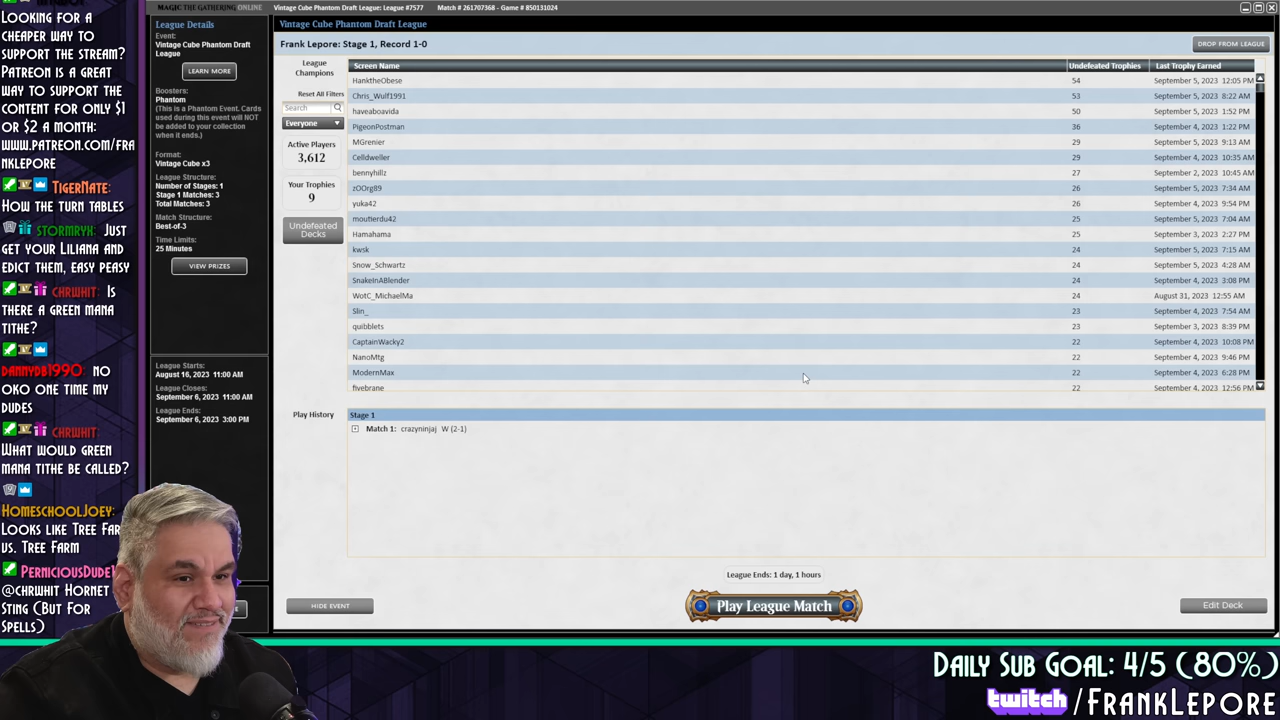 LOOKING FOR A
CHEAPER WAY TO
SUPPORT THE STREAM?
PATREON IS A GREAT
WAY TO SUPPORT THE
CONTENT FOR ONLY $1
OR $2 A MONTH:
WWW.PATREON.COM/FRA
NKLEPORE
TIGERNATE:
HOW THE TURN TABLES
STORMRYK: JUST
GET YOUR LILIANA AND
EDICT THEM, EASY PEASY
CHRWHIT: IS
THERE A GREEN MANA
TITHE?
DANNYDB1990: NO
OKO ONE TIME MY
DUDES
CHRWHIT:
WHAT WOULD GREEN
MANA TITHE BE CALLED?
HOMESCHOOLJOEY:
LOOKS LIKE TREE FAR
VS. TREE FARM
PERNICIOUSDUDE
@CHRWHIT HORNET
STING (BUT FOR
SPELLS)
MAGIC THE GATHERING ONLINE
Vintage Cube Phantom Draft League: League #7577 Match # 261707368 - Game # 850131024
League Details
Event:
Vintage Cube Phantom Draft
League
LEARN MORE
Boosters:
Phantom
(This is a Phantom Event. Cards
used during this event will NOT
be added to your collection
when it ends.)
Format:
Vintage Cube x3
League Structure:
Number of Stages: 1
Stage 1 Matches: 3
Total Matches: 3
Match Structure:
Best-of-3
Time Limits:
25 Minutes
VIEW PRIZES
League Starts:
August 16, 2023 11:00 AM
League Closes:
September 6, 2023 11:00 AM
League Ends:
September 6, 2023 3:00 PM
Vintage Cube Phantom Draft League
Frank Lepore: Stage 1, Record 1-0
DROP FROM LEAGUE
League
Champions
Reset All Filters
Search
Everyone
Active Players
3,612
Your Trophies
9
Undefeated
Decks
Screen Name Undefeated Trophies Last Trophy Earned
HanktheObese 54 September 5, 2023 12:05 PM
Chris_Wulf1991 53 September 5, 2023 8:22 AM
haveaboavida 50 September 5, 2023 1:52 PM
PigeonPostman 36 September 4, 2023 1:22 PM
MGrenier 29 September 5, 2023 9:13 AM
Celldweller 29 September 4, 2023 10:35 AM
bennyhillz 27 September 2, 2023 10:45 AM
zOOrg89 26 September 5, 2023 7:34 AM
yuka42 26 September 4, 2023 9:54 PM
moutierdu42 25 September 5, 2023 7:04 AM
Hamahama 25 September 3, 2023 2:27 PM
kwsk 24 September 5, 2023 7:15 AM
Snow_Schwartz 24 September 5, 2023 4:28 AM
SnakeInABlender 24 September 4, 2023 3:08 PM
WotC_MichaelMa 24 August 31, 2023 12:55 AM
Slin_ 23 September 4, 2023 7:54 AM
quibblets 23 September 3, 2023 8:39 PM
CaptainWacky2 22 September 4, 2023 10:08 PM
NanoMtg 22 September 4, 2023 9:46 PM
ModernMax 22 September 4, 2023 6:28 PM
fivebrane 22 September 4, 2023 12:56 PM
Play History
Stage 1
Match 1: crazyninjaj W (2-1)
League Ends: 1 day, 1 hours
HIDE EVENT
Play League Match
Edit Deck
DAILY SUB GOAL: 4/5 (80%)
twitch /FRANKLEPORE